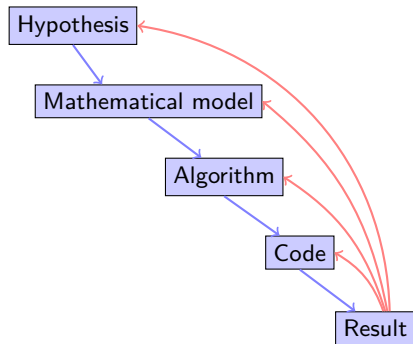 Hypothesis
Mathematical model
Algorithm
Code
Result